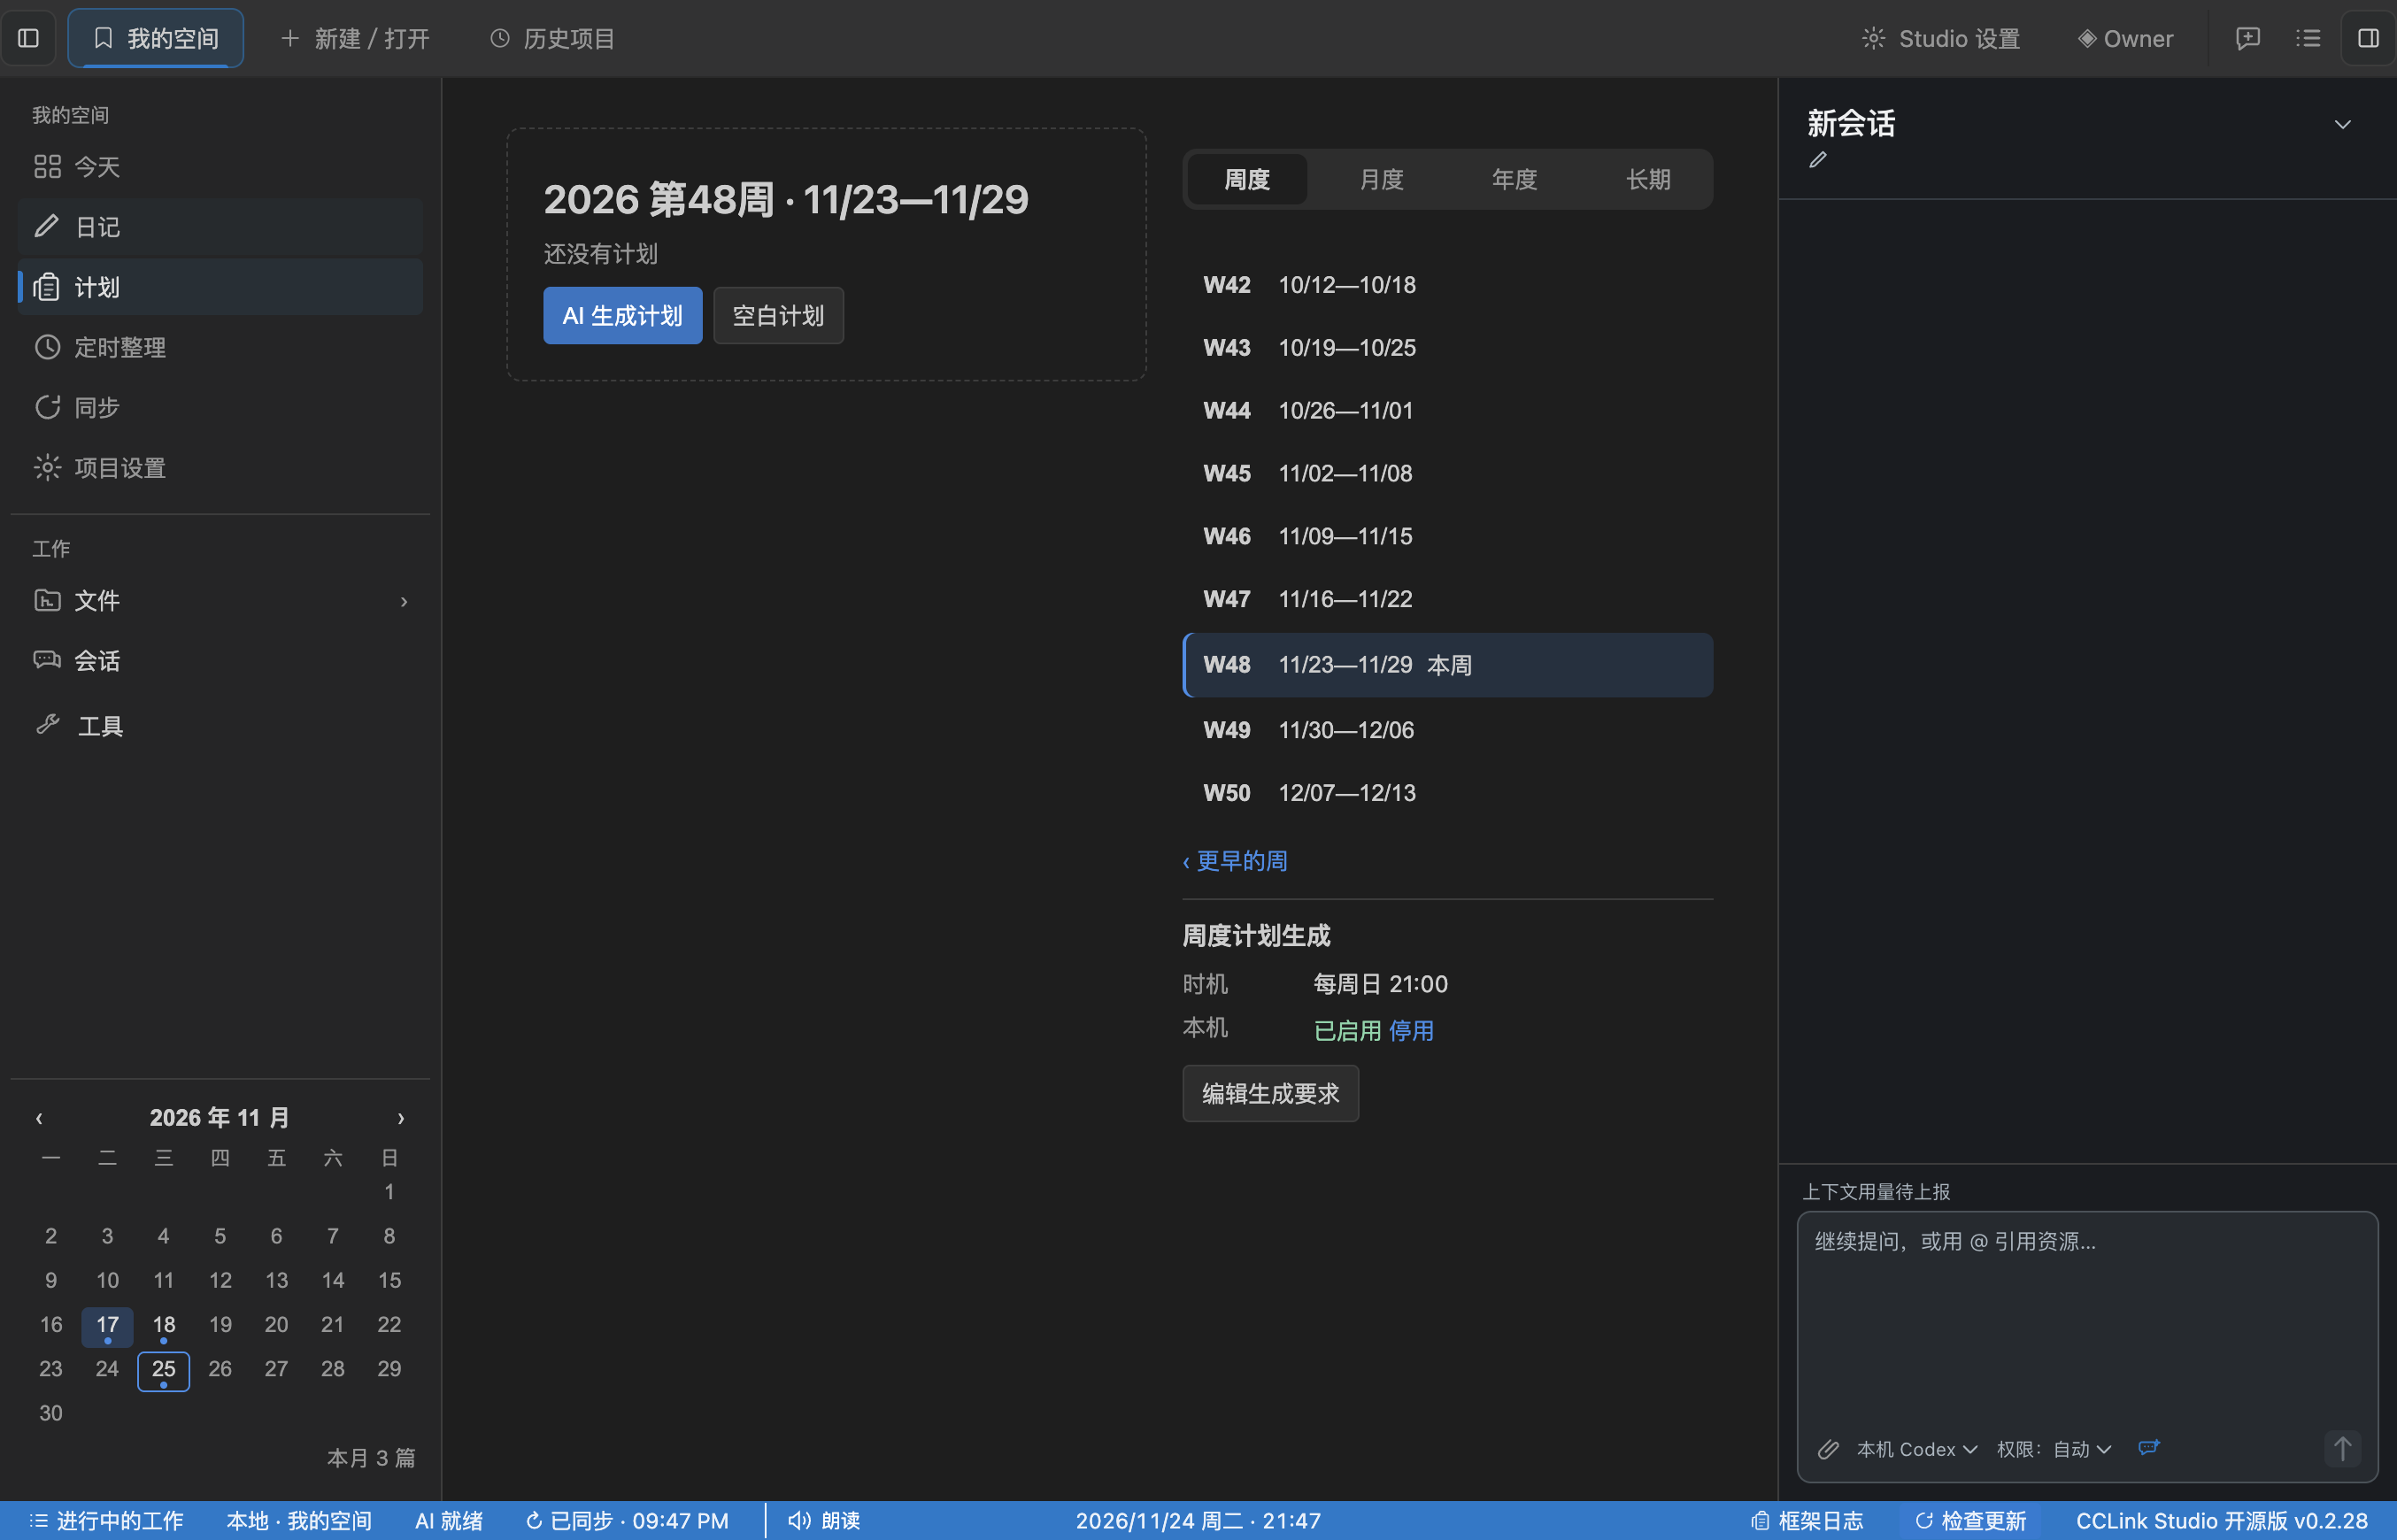 我的空间
新建 / 打开
历史项目
Studio 设置
Owner
我的空间
今天
日记
计划
定时整理
同步
项目设置
工作
文件
会话
工具
2026 年 11 月
一 二 三 四 五 六 日
1
2 3 4 5 6 7 8
9 10 11 12 13 14 15
16 17 18 19 20 21 22
23 24 25 26 27 28 29
30
本月 3 篇
2026 第48周 · 11/23—11/29
还没有计划
AI 生成计划 空白计划
周度 月度 年度 长期
W42 10/12—10/18
W43 10/19—10/25
W44 10/26—11/01
W45 11/02—11/08
W46 11/09—11/15
W47 11/16—11/22
W48 11/23—11/29 本周
W49 11/30—12/06
W50 12/07—12/13
‹ 更早的周
周度计划生成
时机 每周日 21:00
本机 已启用 停用
编辑生成要求
新会话
上下文用量待上报
继续提问，或用 @ 引用资源...
本机 Codex 权限：自动
进行中的工作 本地 · 我的空间 AI 就绪 已同步 · 09:47 PM 朗读 2026/11/24 周二 · 21:47 框架日志 检查更新 CCLink Studio 开源版 v0.2.28